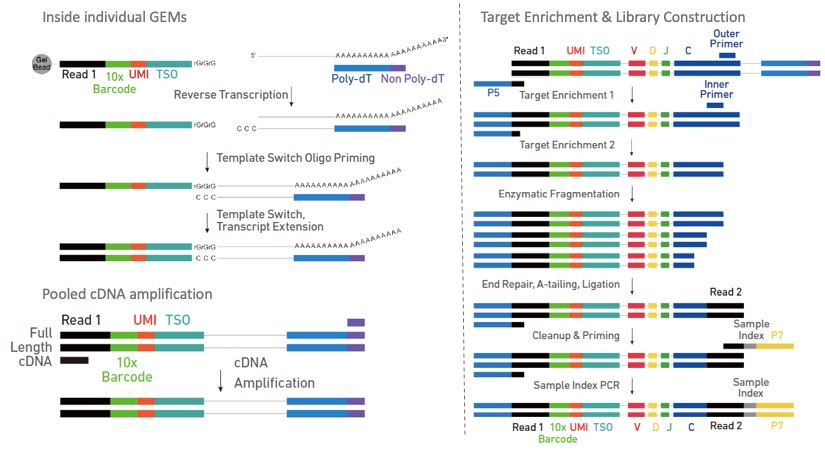 Inside individual GEMs
Gel
Bead
rGrGrG
5'
AAAAAAAAAAAAAAAAAAA3'
Read 1
10x
Barcode
UMI
TSO
Poly-dT
Non Poly-dT
Reverse Transcription
rGrGrG
C C C
AAAAAAAAAAAAAAAAAAA
Template Switch Oligo Priming
rGrGrG
C C C
AAAAAAAAAAAAAAAAAAA
Template Switch,
Transcript Extension
rGrGrG
C C C
AAAAAAAAAAAAAAAAAAA
Pooled cDNA amplification
Read 1
UMI
TSO
Full
Length
cDNA
10x
Barcode
cDNA
Amplification
Target Enrichment & Library Construction
Outer
Primer
Read 1
UMI
TSO
V
D
J
C
P5
Target Enrichment 1
Inner
Primer
Target Enrichment 2
Enzymatic Fragmentation
End Repair, A-tailing, Ligation
Read 2
Cleanup & Priming
Sample
Index
P7
Sample Index PCR
Sample
Index
Read 1
10x
Barcode
UMI
TSO
V
D
J
C
Read 2
P7